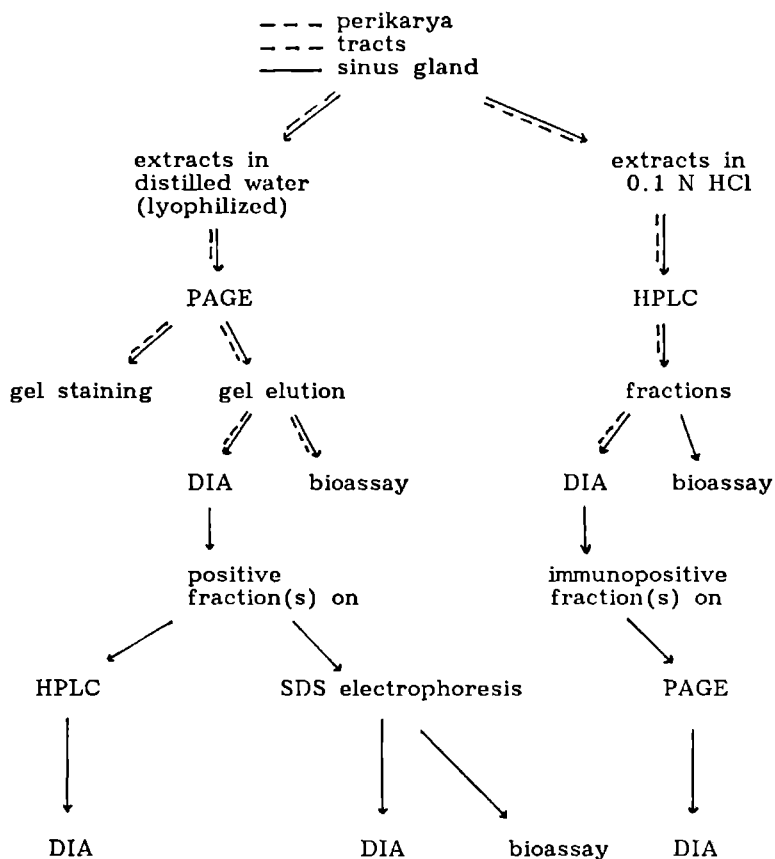 perikarya
tracts
sinus gland
extracts in
distilled water
(lyophilized)
extracts in
0.1 N HCl
PAGE
HPLC
gel staining
gel elution
fractions
DIA
bioassay
DIA
bioassay
positive
fraction(s) on
immunopositive
fraction(s) on
HPLC
SDS electrophoresis
PAGE
DIA
DIA
bioassay
DIA